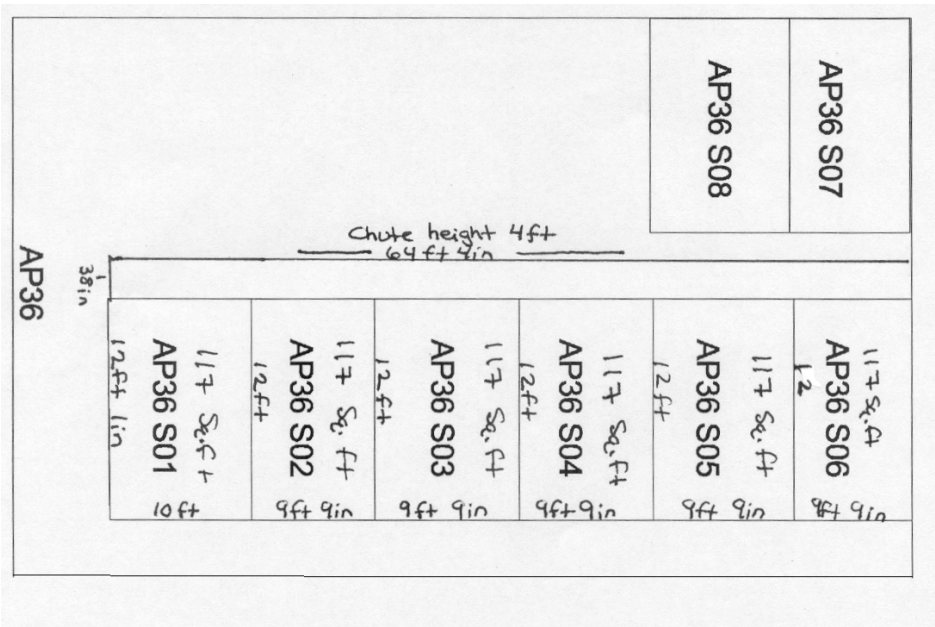 AP36 S08
AP36 S07
Chute height 4ft
64 ft 4in
AP36
38in
12ft 1in
AP36 S01
117 Sq.ft
10 ft
12ft
AP36 S02
117 Sq. ft
9ft 9in
12ft
AP36 S03
117 Sq. ft
9ft 9in
12ft
AP36 S04
117 Sq. ft
9ft 9in
12ft
AP36 S05
117 Sq. ft
9ft 9in
12
AP36 S06
117 Sq. ft
9ft 9in